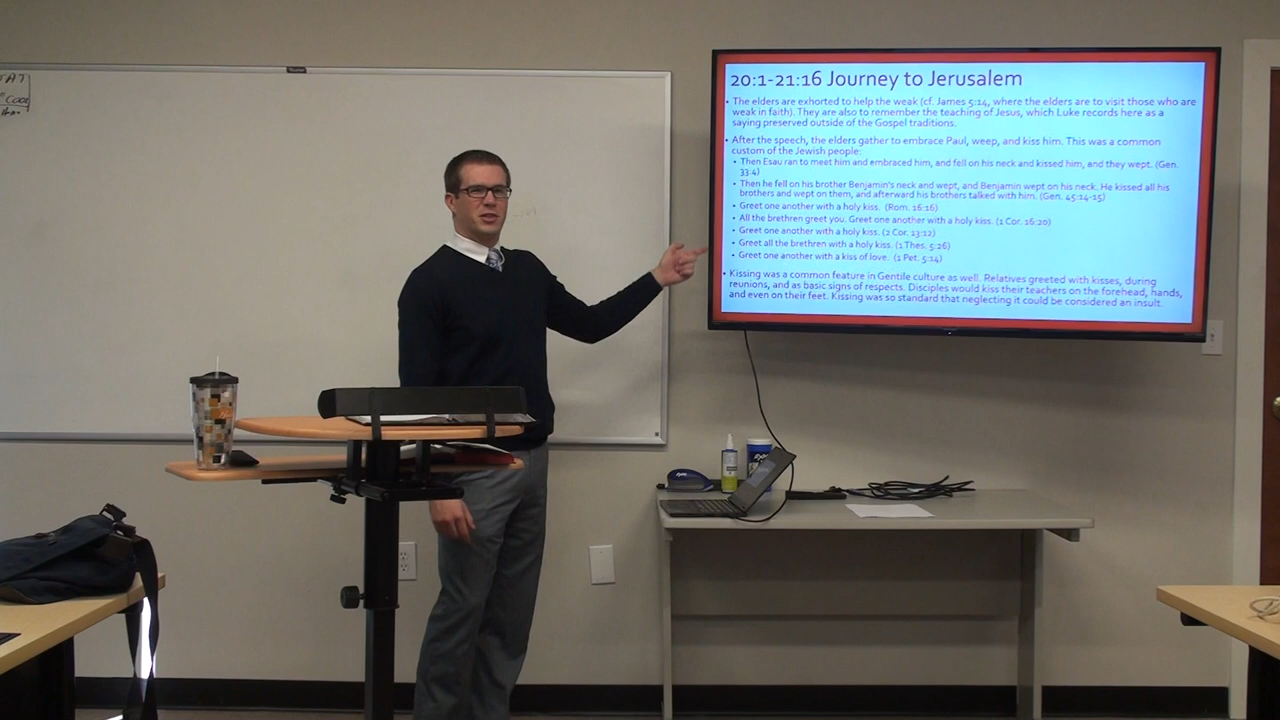 20:1-21:16 Journey to Jerusalem
• The elders are exhorted to help the weak (cf. James 5:14, where the elders are to visit those who are
weak in faith). They are also to remember the teaching of Jesus, which Luke records here as a
saying preserved outside of the Gospel traditions.
• After the speech, the elders gather to embrace Paul, weep, and kiss him. This was a common
custom of the Jewish people:
• Then Esau ran to meet him and embraced him, and fell on his neck and kissed him, and they wept. (Gen.
33:4)
• Then he fell on his brother Benjamin's neck and wept, and Benjamin wept on his neck. He kissed all his
brothers and wept on them, and afterward his brothers talked with him. (Gen. 45:14-15)
• Greet one another with a holy kiss. (Rom. 16:16)
• All the brethren greet you. Greet one another with a holy kiss. (1 Cor. 16:20)
• Greet one another with a holy kiss. (2 Cor. 13:12)
• Greet all the brethren with a holy kiss. (1 Thes. 5:26)
• Greet one another with a kiss of love. (1 Pet. 5:14)
• Kissing was a common feature in Gentile culture as well. Relatives greeted with kisses, during
reunions, and as basic signs of respects. Disciples would kiss their teachers on the forehead, hands,
and even on their feet. Kissing was so standard that neglecting it could be considered an insult.